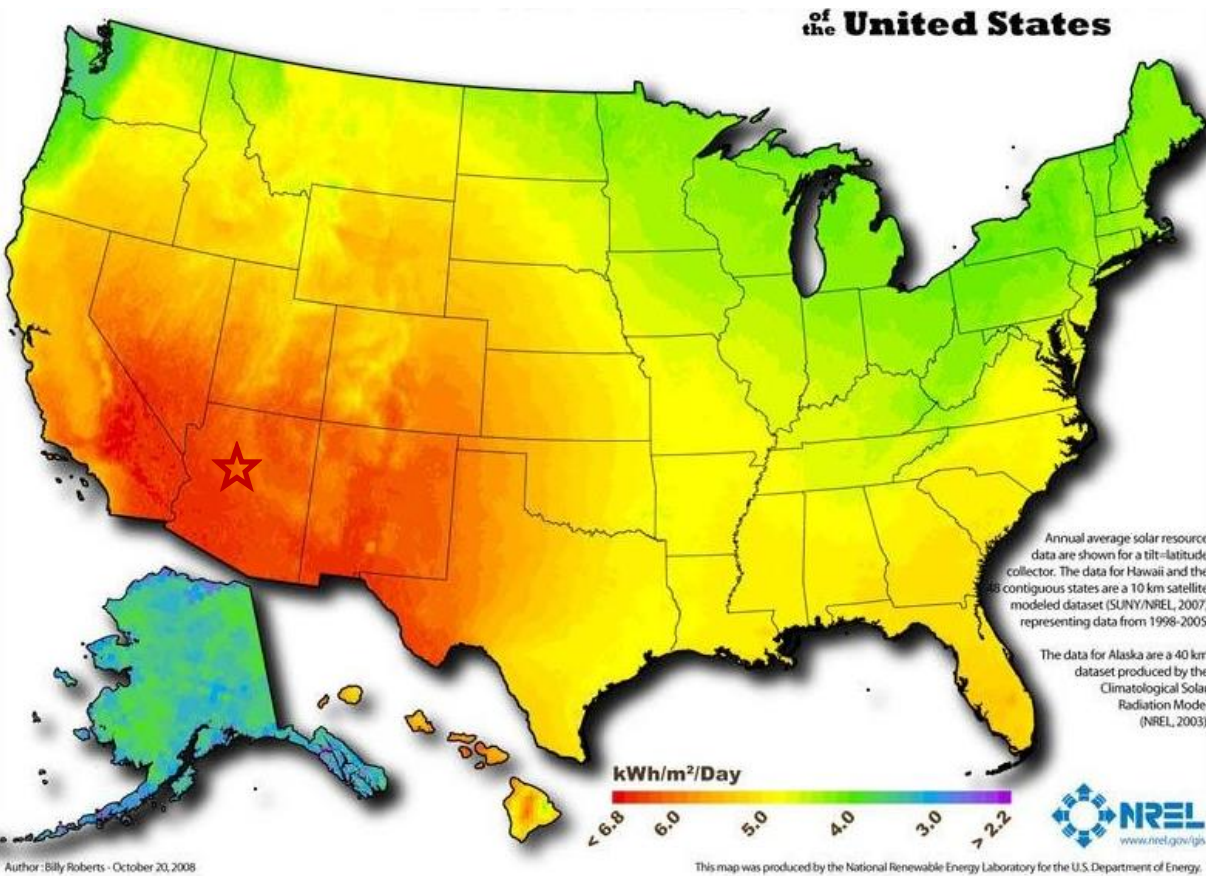 of
the United States
Annual average solar resource
data are shown for a tilt=latitude
collector. The data for Hawaii and the
48 contiguous states are a 10 km satellite
modeled dataset (SUNY/NREL, 2007)
representing data from 1998-2005
The data for Alaska are a 40 km
dataset produced by the
Climatological Solar
Radiation Mode
(NREL, 2003)
kWh/m²/Day
< 6.8 6.0 5.0 4.0 3.0 > 2.2
NREL
www.nrel.gov/gis
Author : Billy Roberts - October 20, 2008
This map was produced by the National Renewable Energy Laboratory for the U.S. Department of Energy.